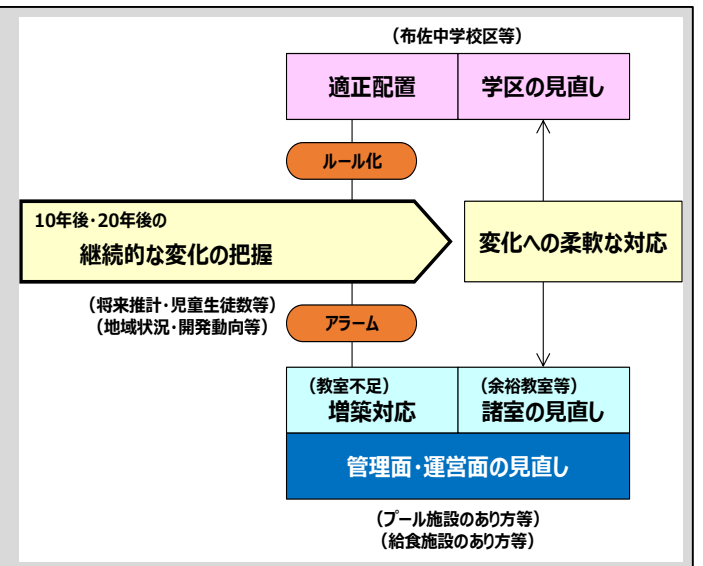 （布佐中学校区等）
適正配置 学区の見直し
ルール化
10年後・20年後の
継続的な変化の把握
変化への柔軟な対応
（将来推計・児童生徒数等）
（地域状況・開発動向等）
アラーム
（教室不足） （余裕教室等）
増築対応 諸室の見直し
管理面・運営面の見直し
（プール施設のあり方等）
（給食施設のあり方等）